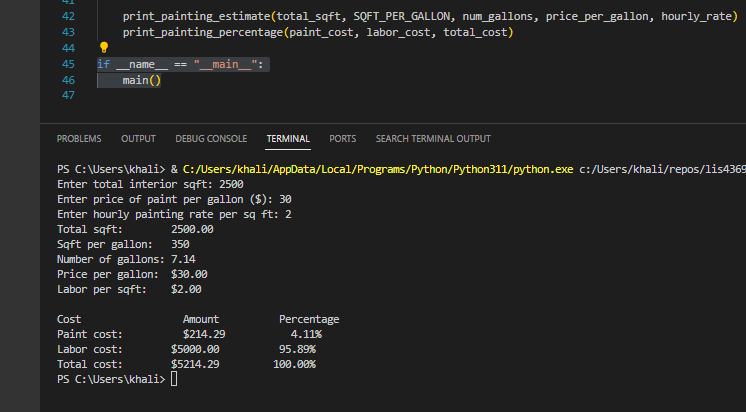 42 print_painting_estimate(total_sqft, SQFT_PER_GALLON, num_gallons, price_per_gallon, hourly_rate)
43 print_painting_percentage(paint_cost, labor_cost, total_cost)
44
45 if __name__ == "__main__":
46 main()
47
PROBLEMS OUTPUT DEBUG CONSOLE TERMINAL PORTS SEARCH TERMINAL OUTPUT
PS C:\Users\khali> & C:/Users/khali/AppData/Local/Programs/Python/Python311/python.exe c:/Users/khali/repos/lis4369
Enter total interior sqft: 2500
Enter price of paint per gallon ($): 30
Enter hourly painting rate per sq ft: 2
Total sqft: 2500.00
Sqft per gallon: 350
Number of gallons: 7.14
Price per gallon: $30.00
Labor per sqft: $2.00
Cost Amount Percentage
Paint cost: $214.29 4.11%
Labor cost: $5000.00 95.89%
Total cost: $5214.29 100.00%
PS C:\Users\khali>